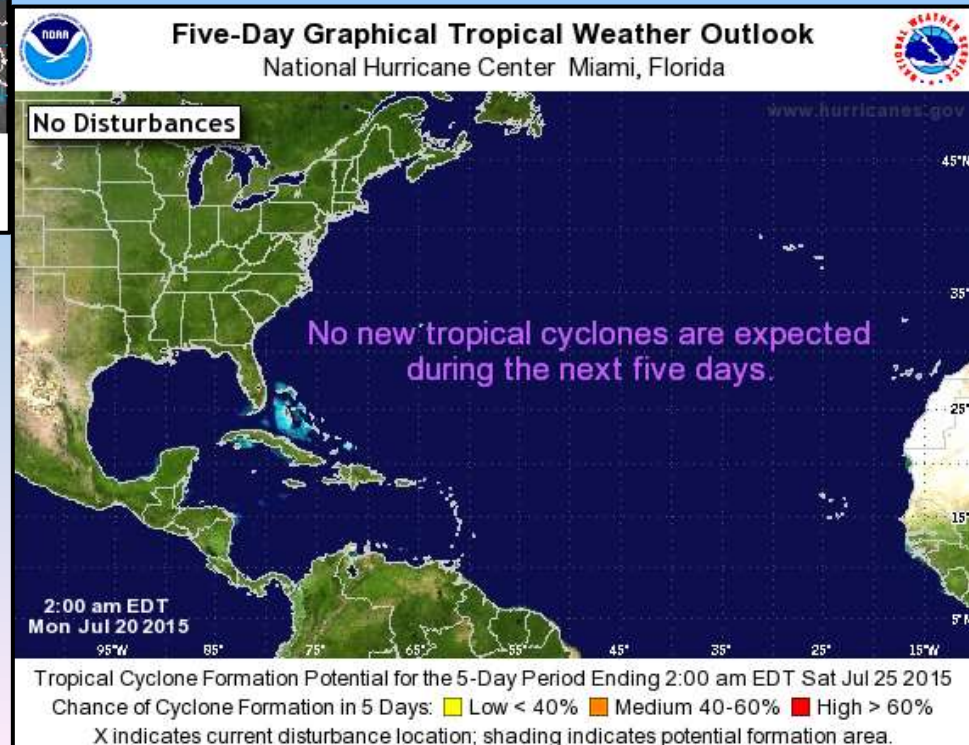 NOAA
Five-Day Graphical Tropical Weather Outlook
National Hurricane Center Miami, Florida
NATIONAL WEATHER SERVICE
No Disturbances
www.hurricanes.gov
45°N
35°
No new tropical cyclones are expected
during the next five days.
25°
15°
2:00 am EDT
Mon Jul 20 2015
5°N
95°W 85° 75° 65° 55° 45° 35° 25° 15°W
Tropical Cyclone Formation Potential for the 5-Day Period Ending 2:00 am EDT Sat Jul 25 2015
Chance of Cyclone Formation in 5 Days: Low < 40% Medium 40-60% High > 60%
X indicates current disturbance location; shading indicates potential formation area.